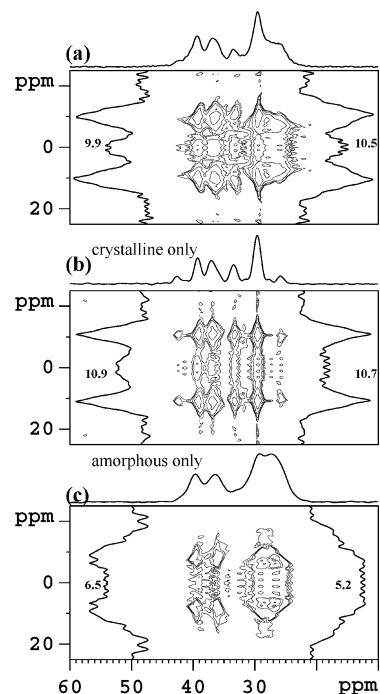 (a)
ppm
0
20
9.9
10.5
crystalline only
(b)
ppm
0
20
10.9
10.7
amorphous only
(c)
ppm
0
20
6.5
5.2
60 50 40 30 ppm